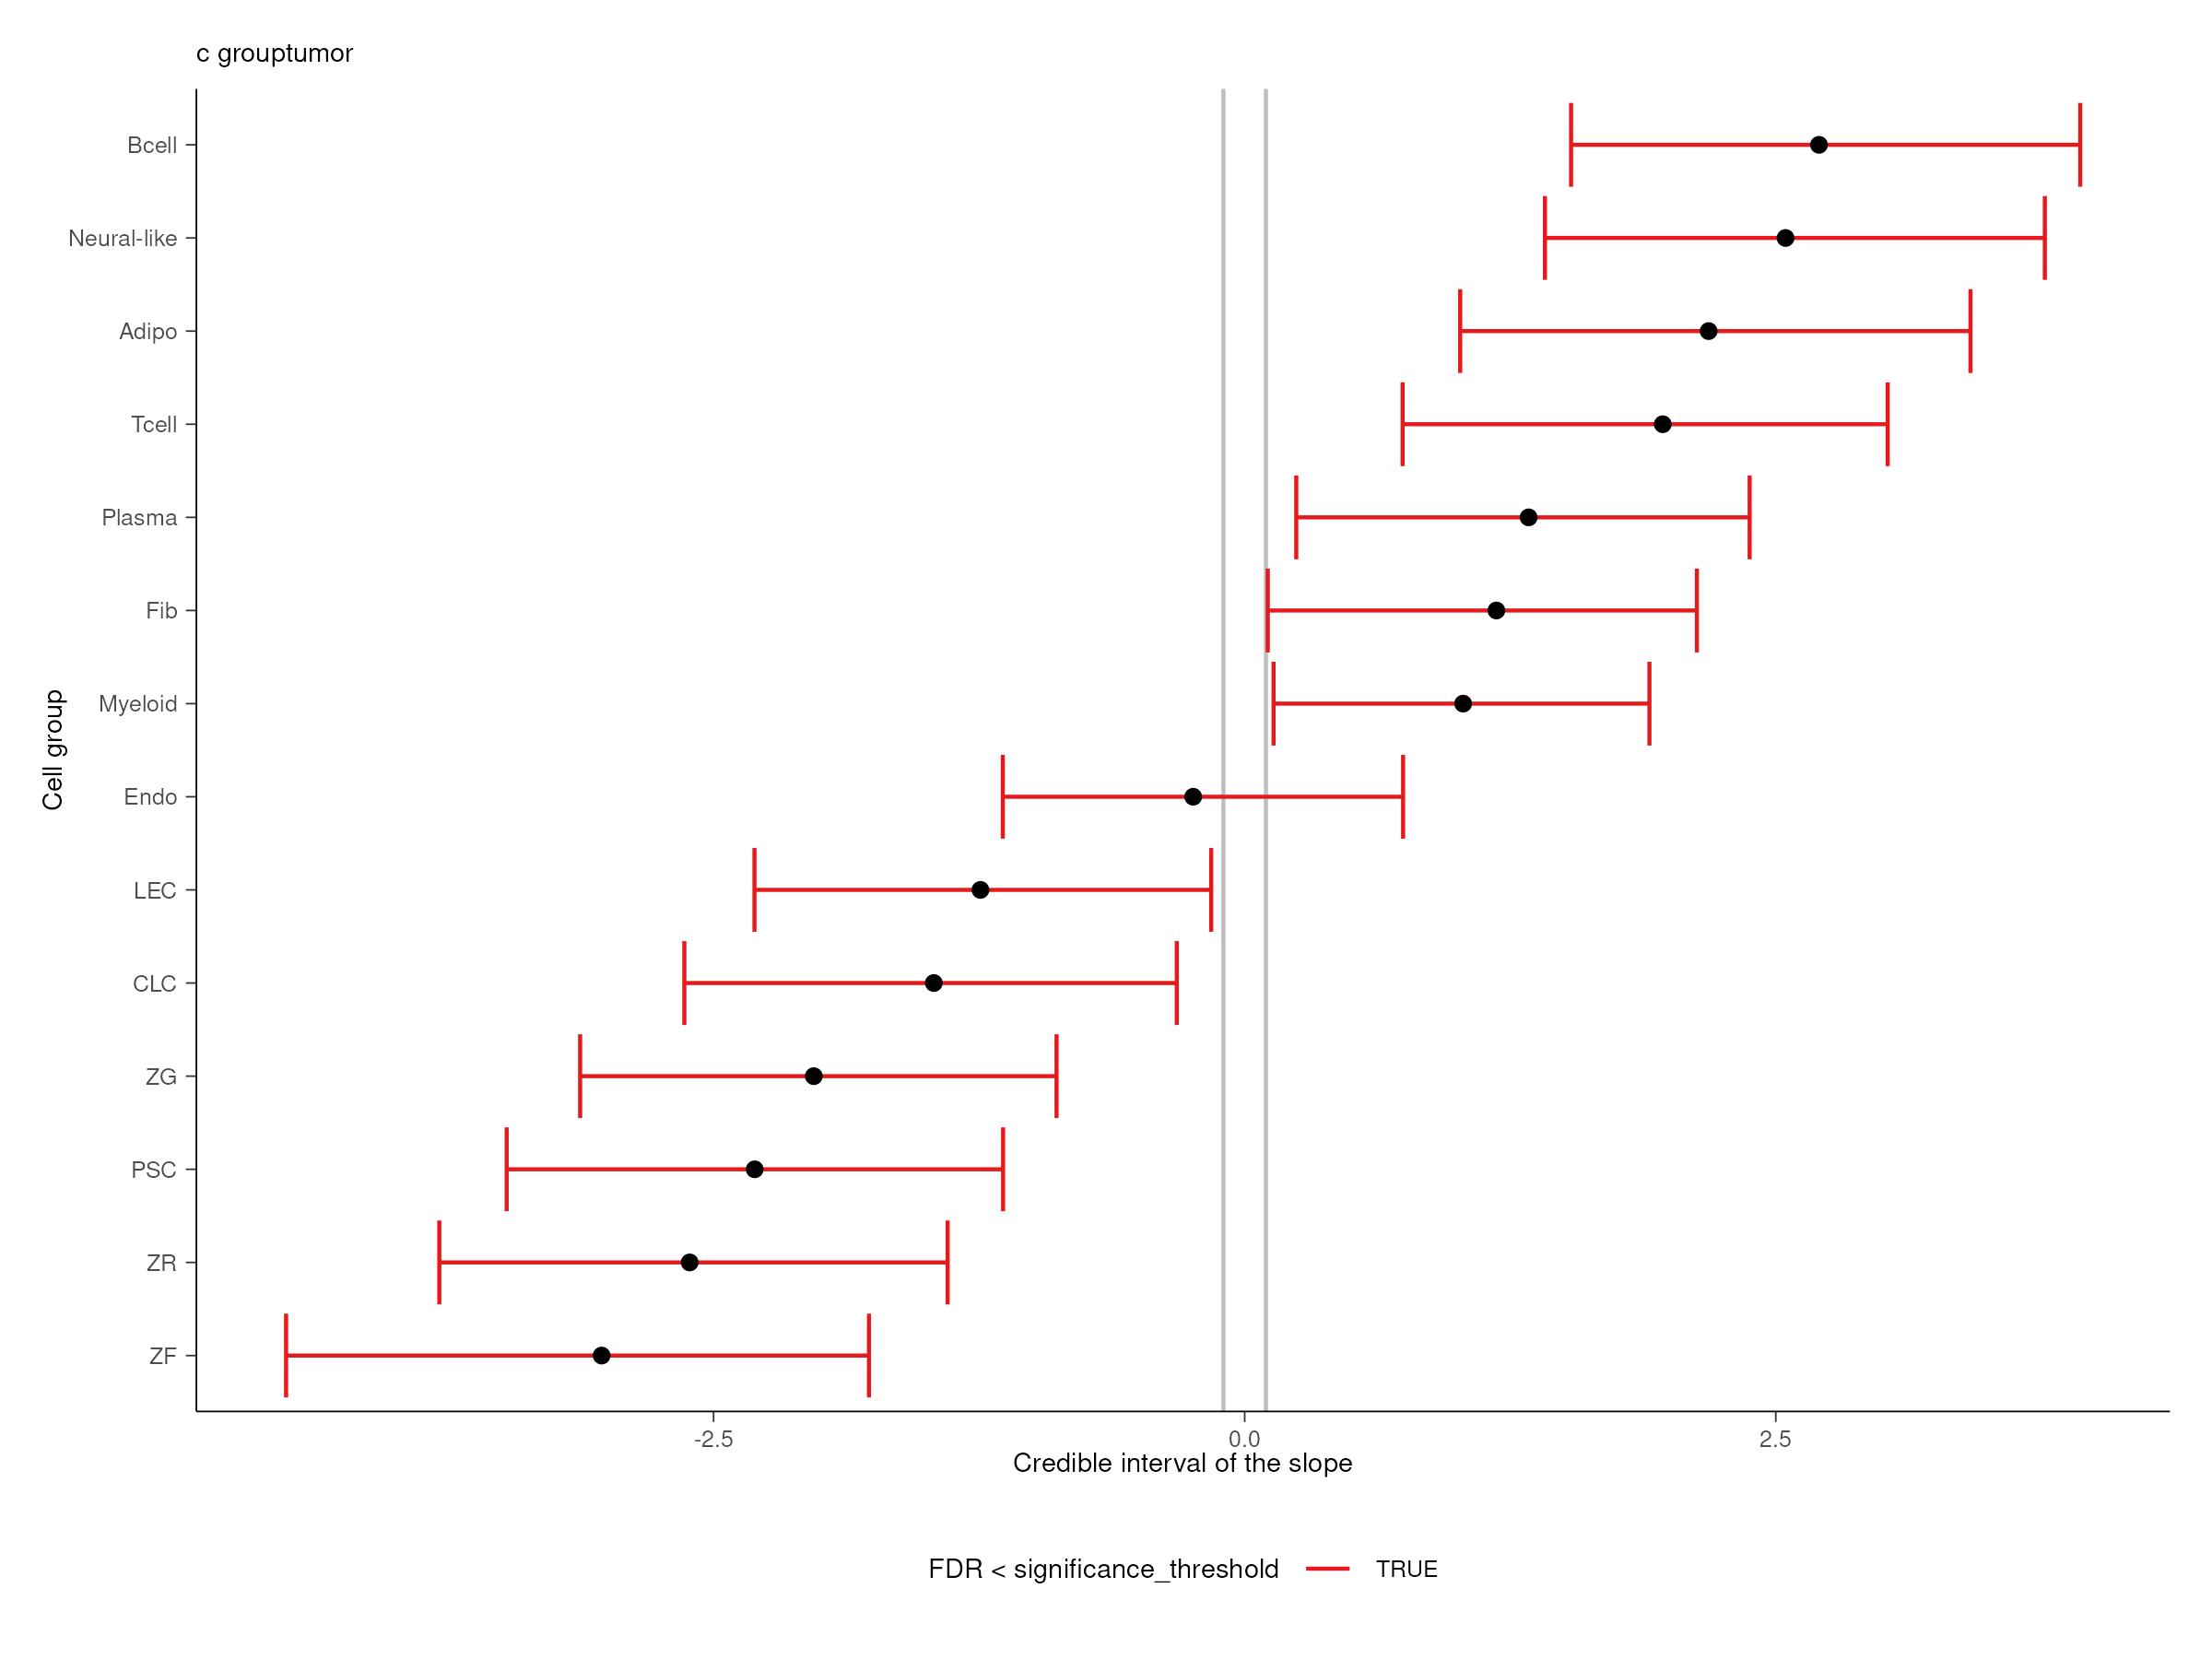 c grouptumor
Bcell
Neural-like
Adipo
Tcell
Plasma
Fib
Myeloid
Endo
LEC
CLC
ZG
PSC
ZR
ZF
Cell group
-2.5 0.0 2.5
Credible interval of the slope
FDR < significance_threshold TRUE